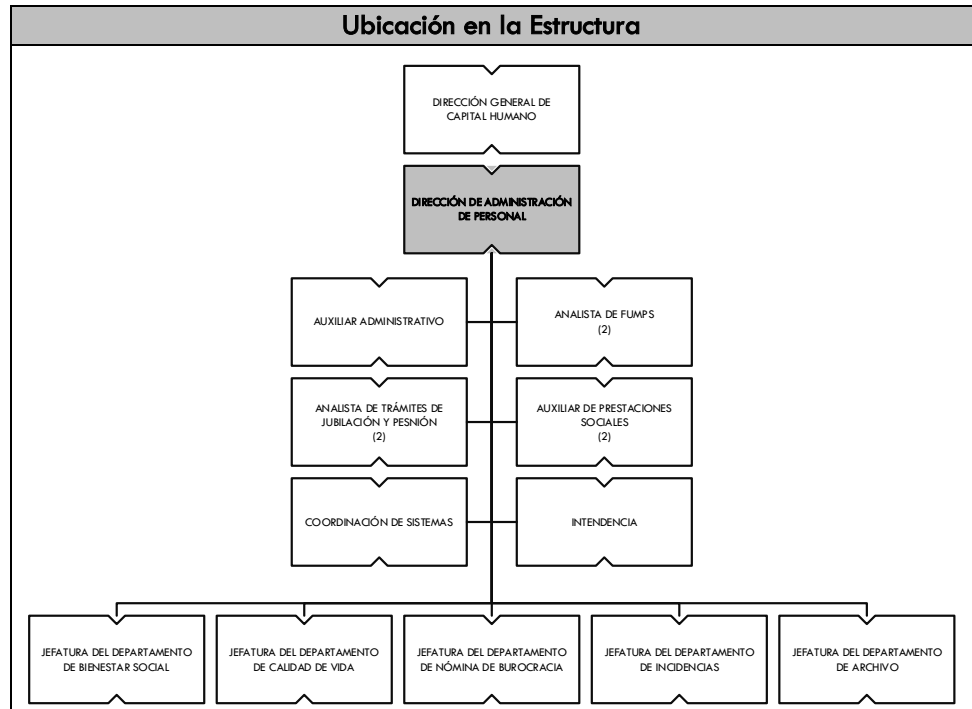 Ubicación en la Estructura
DIRECCIÓN GENERAL DE
CAPITAL HUMANO
DIRECCIÓN DE ADMINISTRACIÓN
DE PERSONAL
AUXILIAR ADMINISTRATIVO
ANALISTA DE FUMPS
(2)
ANALISTA DE TRÁMITES DE
JUBILACIÓN Y PESNIÓN
(2)
AUXILIAR DE PRESTACIONES
SOCIALES
(2)
COORDINACIÓN DE SISTEMAS
INTENDENCIA
JEFATURA DEL DEPARTAMENTO
DE BIENESTAR SOCIAL
JEFATURA DEL DEPARTAMENTO
DE CALIDAD DE VIDA
JEFATURA DEL DEPARTAMENTO
DE NÓMINA DE BUROCRACIA
JEFATURA DEL DEPARTAMENTO
DE INCIDENCIAS
JEFATURA DEL DEPARTAMENTO
DE ARCHIVO